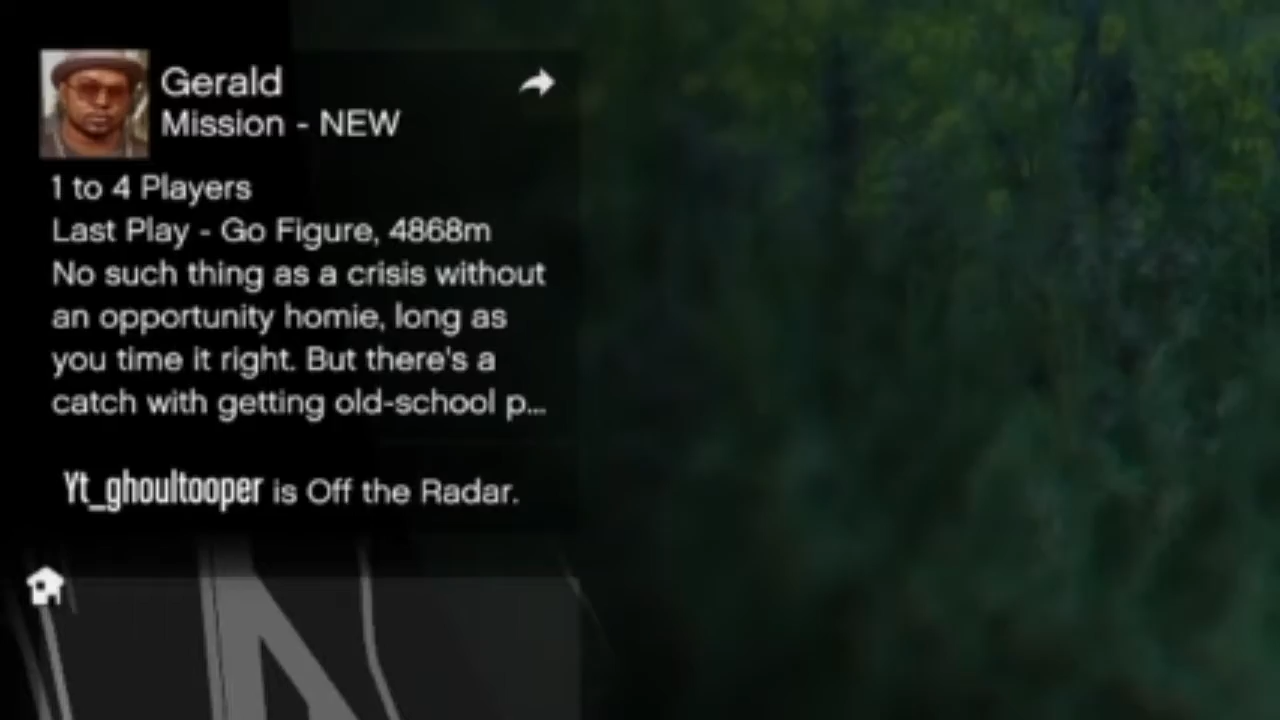 Gerald
Mission - NEW
1 to 4 Players
Last Play - Go Figure, 4868m
No such thing as a crisis without
an opportunity homie, long as
you time it right. But there's a
catch with getting old-school p...
Yt_ghoultooper is Off the Radar.